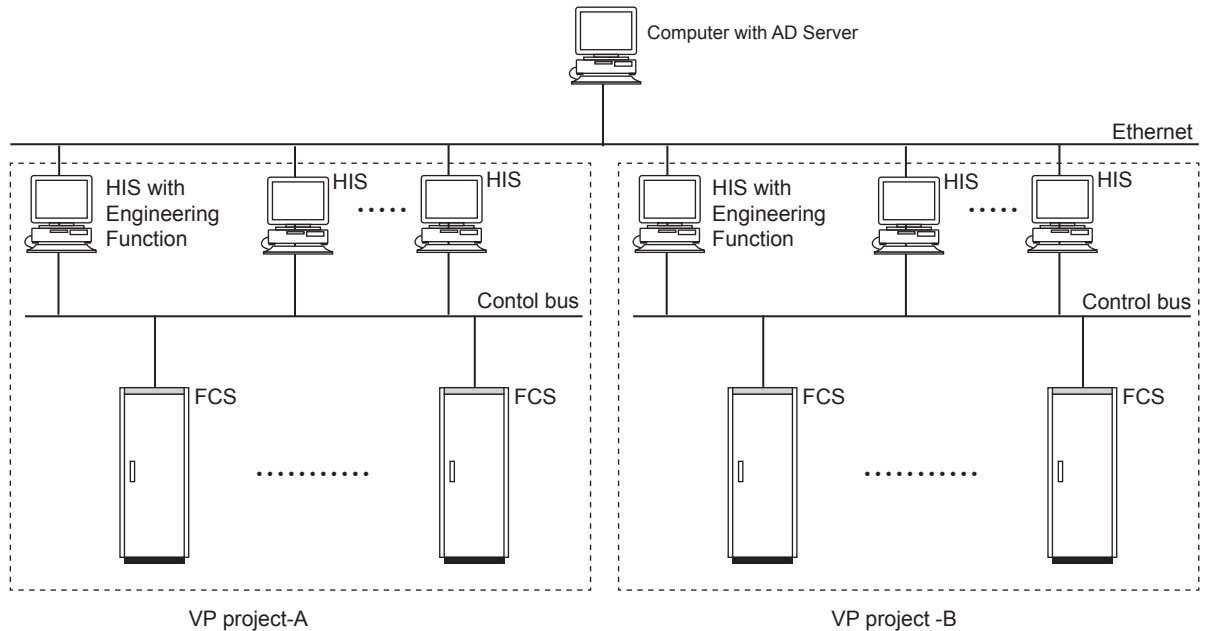 Computer with AD Server
Ethernet
HIS with
Engineering
Function
HIS
HIS
HIS with
Engineering
Function
HIS
HIS
Contol bus
Control bus
FCS
FCS
FCS
FCS
VP project-A
VP project -B